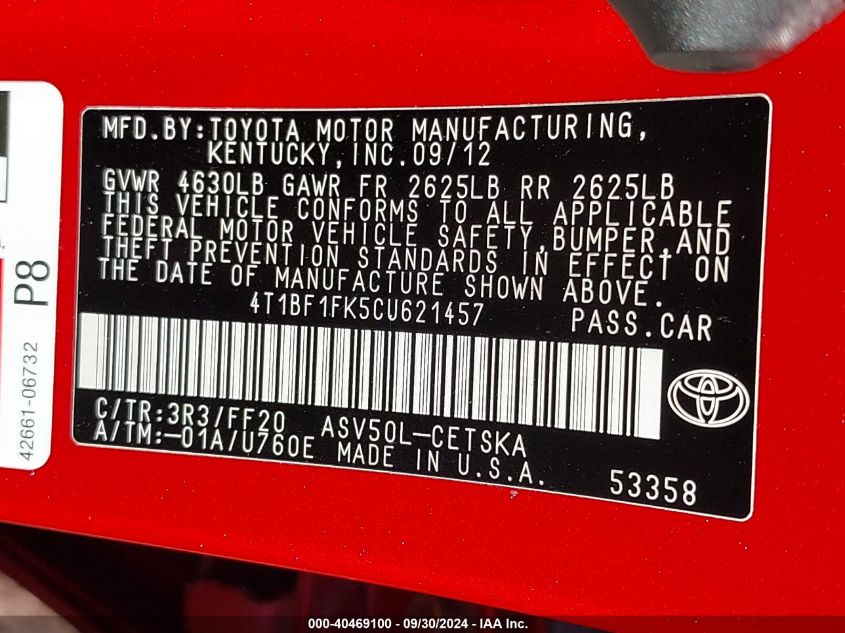 MFD.BY:TOYOTA MOTOR MANUFACTURING,
KENTUCKY,INC.09/12
GVWR 4630LB GAWR FR 2625LB RR 2625LB
THIS VEHICLE CONFORMS TO ALL APPLICABLE
FEDERAL MOTOR VEHICLE SAFETY,BUMPER,AND
THEFT PREVENTION STANDARDS IN EFFECT ON
THE DATE OF MANUFACTURE SHOWN ABOVE.
4T1BF1FK5CU621457 PASS.CAR
C/TR:3R3/FF20 ASV50L-CETSKA
A/TM:-01A/U760E MADE IN U.S.A.
53358
P8
42661-06732
000-40469100 - 09/30/2024 - IAA Inc.